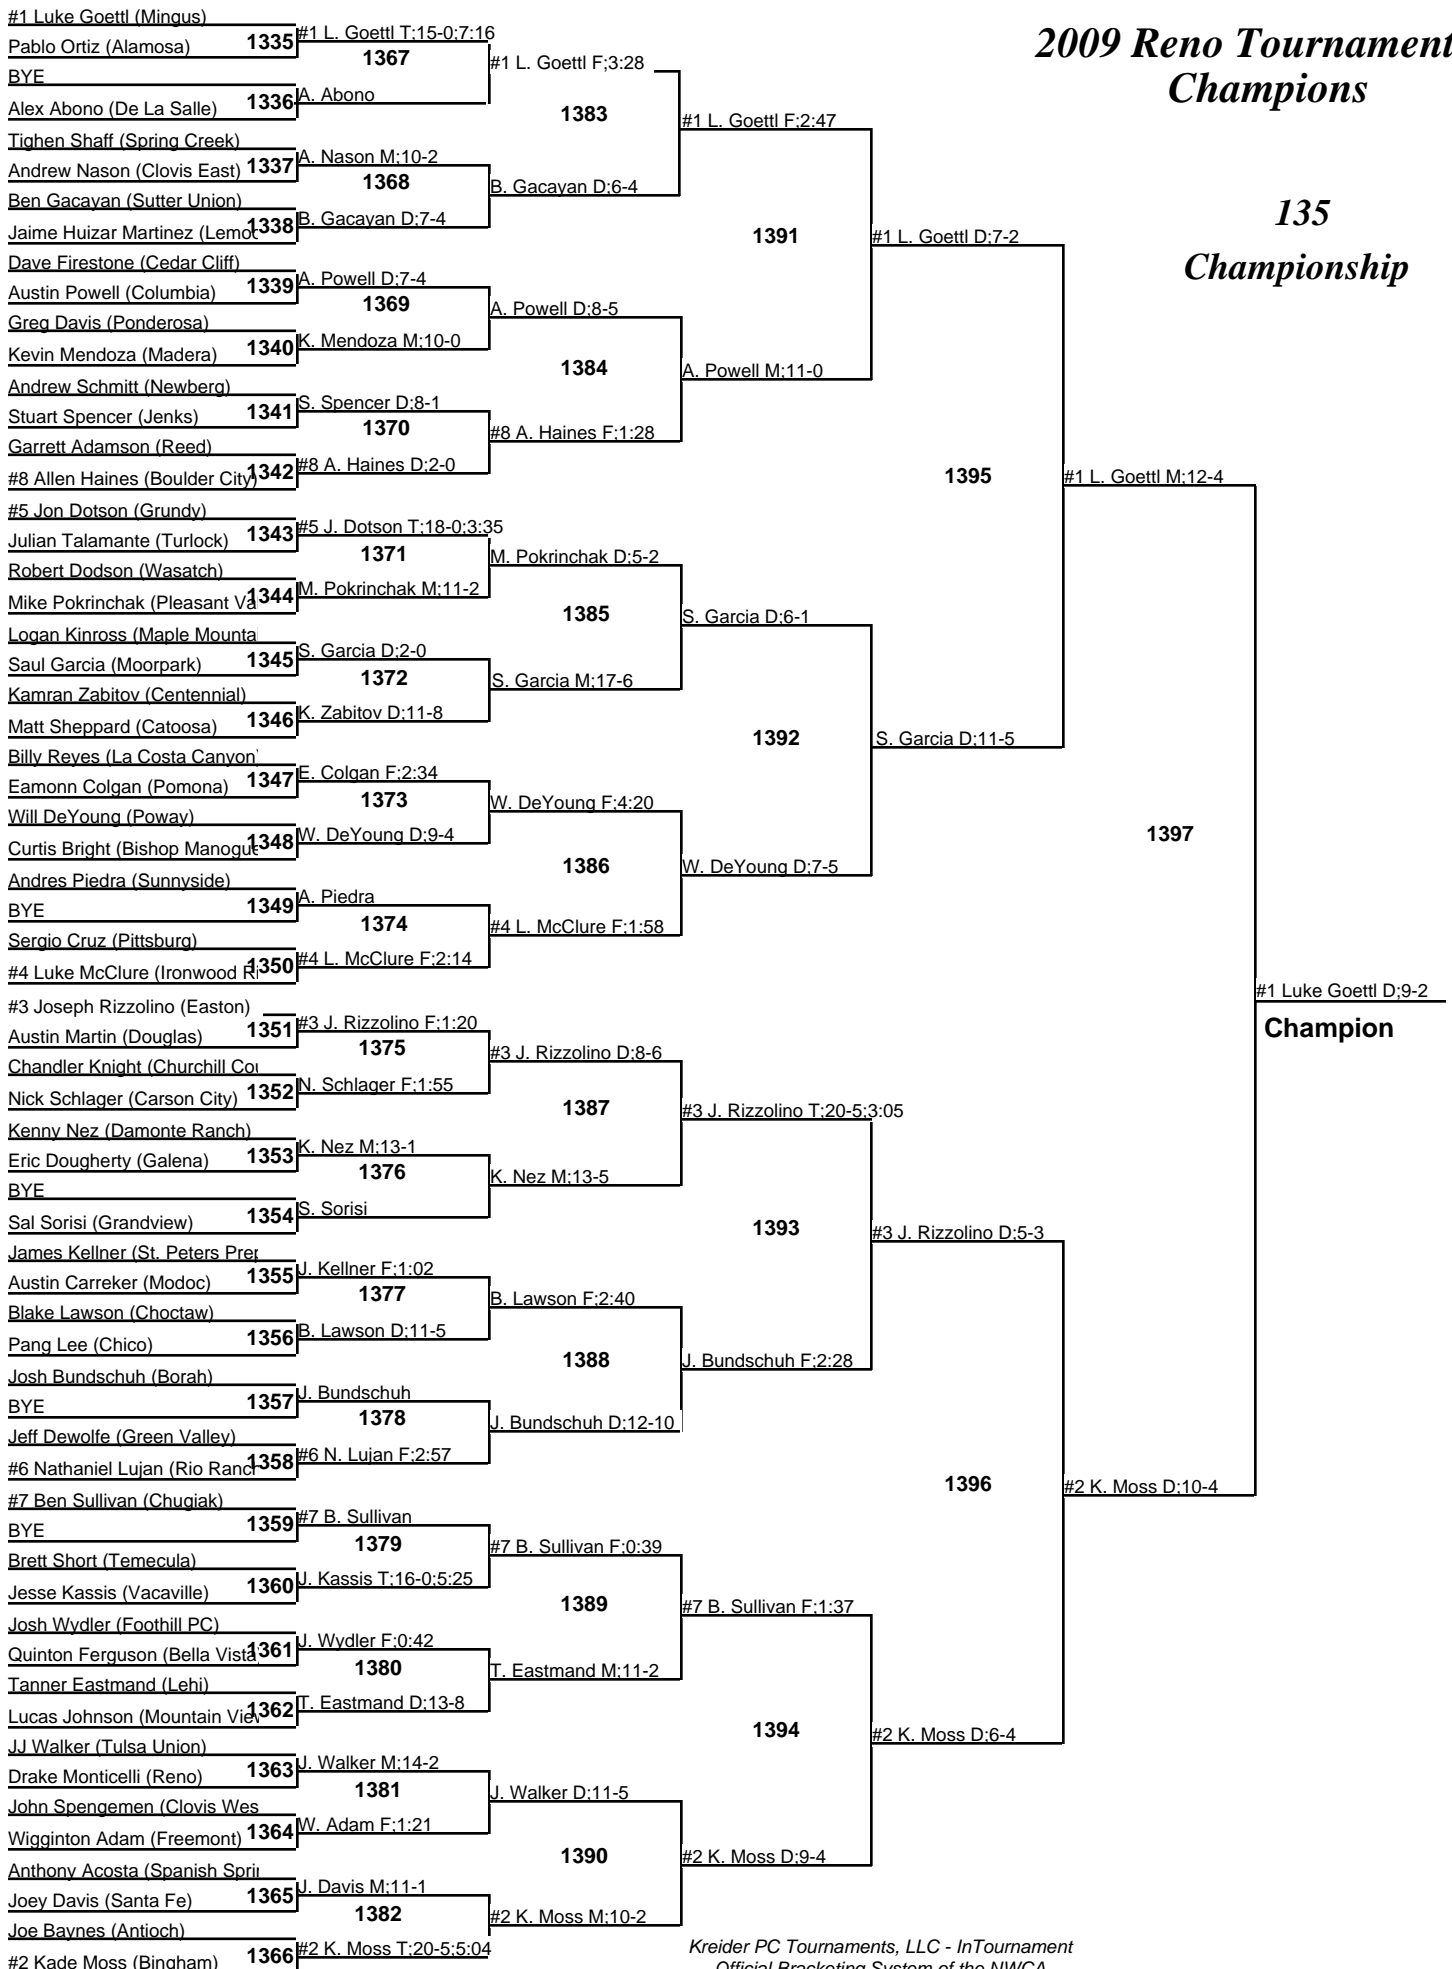 2009 Reno Tournament
Champions
135
Championship
#1 Luke Goettl (Mingus)
Pablo Ortiz (Alamosa)
1335
BYE
Alex Abono (De La Salle)
1336
Tighen Shaff (Spring Creek)
Andrew Nason (Clovis East)
1337
Ben Gacayan (Sutter Union)
Jaime Huizar Martinez (Lemoo
1338
Dave Firestone (Cedar Cliff)
Austin Powell (Columbia)
1339
Greg Davis (Ponderosa)
Kevin Mendoza (Madera)
1340
Andrew Schmitt (Newberg)
Stuart Spencer (Jenks)
1341
Garrett Adamson (Reed)
#8 Allen Haines (Boulder City)
1342
#5 Jon Dotson (Grundy)
Julian Talamante (Turlock)
1343
Robert Dodson (Wasatch)
Mike Pokrinchak (Pleasant Va
1344
Logan Kinross (Maple Mounta
Saul Garcia (Moorpark)
1345
Kamran Zabitov (Centennial)
Matt Sheppard (Catoosa)
1346
Billy Reyes (La Costa Canyon)
Eamonn Colgan (Pomona)
1347
Will DeYoung (Poway)
Curtis Bright (Bishop Manogue
1348
Andres Piedra (Sunnyside)
BYE
1349
Sergio Cruz (Pittsburg)
#4 Luke McClure (Ironwood Ri
1350
#3 Joseph Rizzolino (Easton)
Austin Martin (Douglas)
1351
Chandler Knight (Churchill Cou
Nick Schlager (Carson City)
1352
Kenny Nez (Damonte Ranch)
Eric Dougherty (Galena)
1353
BYE
Sal Sorisi (Grandview)
1354
James Kellner (St. Peters Prep
Austin Carreker (Modoc)
1355
Blake Lawson (Choctaw)
Pang Lee (Chico)
1356
Josh Bundschuh (Borah)
BYE
1357
Jeff Dewolfe (Green Valley)
#6 Nathaniel Lujan (Rio Ranch
1358
#7 Ben Sullivan (Chugiak)
BYE
1359
Brett Short (Temecula)
Jesse Kassis (Vacaville)
1360
Josh Wydler (Foothill PC)
Quinton Ferguson (Bella Vista)
1361
Tanner Eastmand (Lehi)
Lucas Johnson (Mountain View
1362
JJ Walker (Tulsa Union)
Drake Monticelli (Reno)
1363
John Spengemen (Clovis Wes
Wigginton Adam (Freemont)
1364
Anthony Acosta (Spanish Sprin
Joey Davis (Santa Fe)
1365
Joe Baynes (Antioch)
#2 Kade Moss (Bingham)
1366
#1 L. Goettl T;15-0;7:16
1367
A. Abono
A. Nason M;10-2
1368
B. Gacayan D;7-4
A. Powell D;7-4
1369
K. Mendoza M;10-0
S. Spencer D;8-1
1370
#8 A. Haines D;2-0
#5 J. Dotson T;18-0;3:35
1371
M. Pokrinchak M;11-2
S. Garcia D;2-0
1372
K. Zabitov D;11-8
E. Colgan F;2:34
1373
W. DeYoung D;9-4
A. Piedra
1374
#4 L. McClure F;2:14
#3 J. Rizzolino F;1:20
1375
N. Schlager F;1:55
K. Nez M;13-1
1376
S. Sorisi
J. Kellner F;1:02
1377
B. Lawson D;11-5
J. Bundschuh
1378
#6 N. Lujan F;2:57
#7 B. Sullivan
1379
J. Kassis T;16-0;5:25
J. Wydler F;0:42
1380
T. Eastmand D;13-8
J. Walker M;14-2
1381
W. Adam F;1:21
J. Davis M;11-1
1382
#2 K. Moss T;20-5;5:04
#1 L. Goettl F;3:28
1383
B. Gacayan D;6-4
A. Powell D;8-5
1384
#8 A. Haines F;1:28
M. Pokrinchak D;5-2
1385
S. Garcia M;17-6
W. DeYoung F;4:20
1386
#4 L. McClure F;1:58
#3 J. Rizzolino D;8-6
1387
K. Nez M;13-5
B. Lawson F;2:40
1388
J. Bundschuh D;12-10
#7 B. Sullivan F;0:39
1389
T. Eastmand M;11-2
J. Walker D;11-5
1390
#2 K. Moss M;10-2
#1 L. Goettl F;2:47
1391
A. Powell M;11-0
S. Garcia D;6-1
1392
W. DeYoung D;7-5
#3 J. Rizzolino T;20-5;3:05
1393
J. Bundschuh F;2:28
#7 B. Sullivan F;1:37
1394
#2 K. Moss D;9-4
#1 L. Goettl D;7-2
1395
S. Garcia D;11-5
#3 J. Rizzolino D;5-3
1396
#2 K. Moss D;6-4
#1 L. Goettl M;12-4
1397
#2 K. Moss D;10-4
#1 Luke Goettl D;9-2
Champion
Kreider PC Tournaments, LLC - InTournament
Official Bracketing System of the NWCA